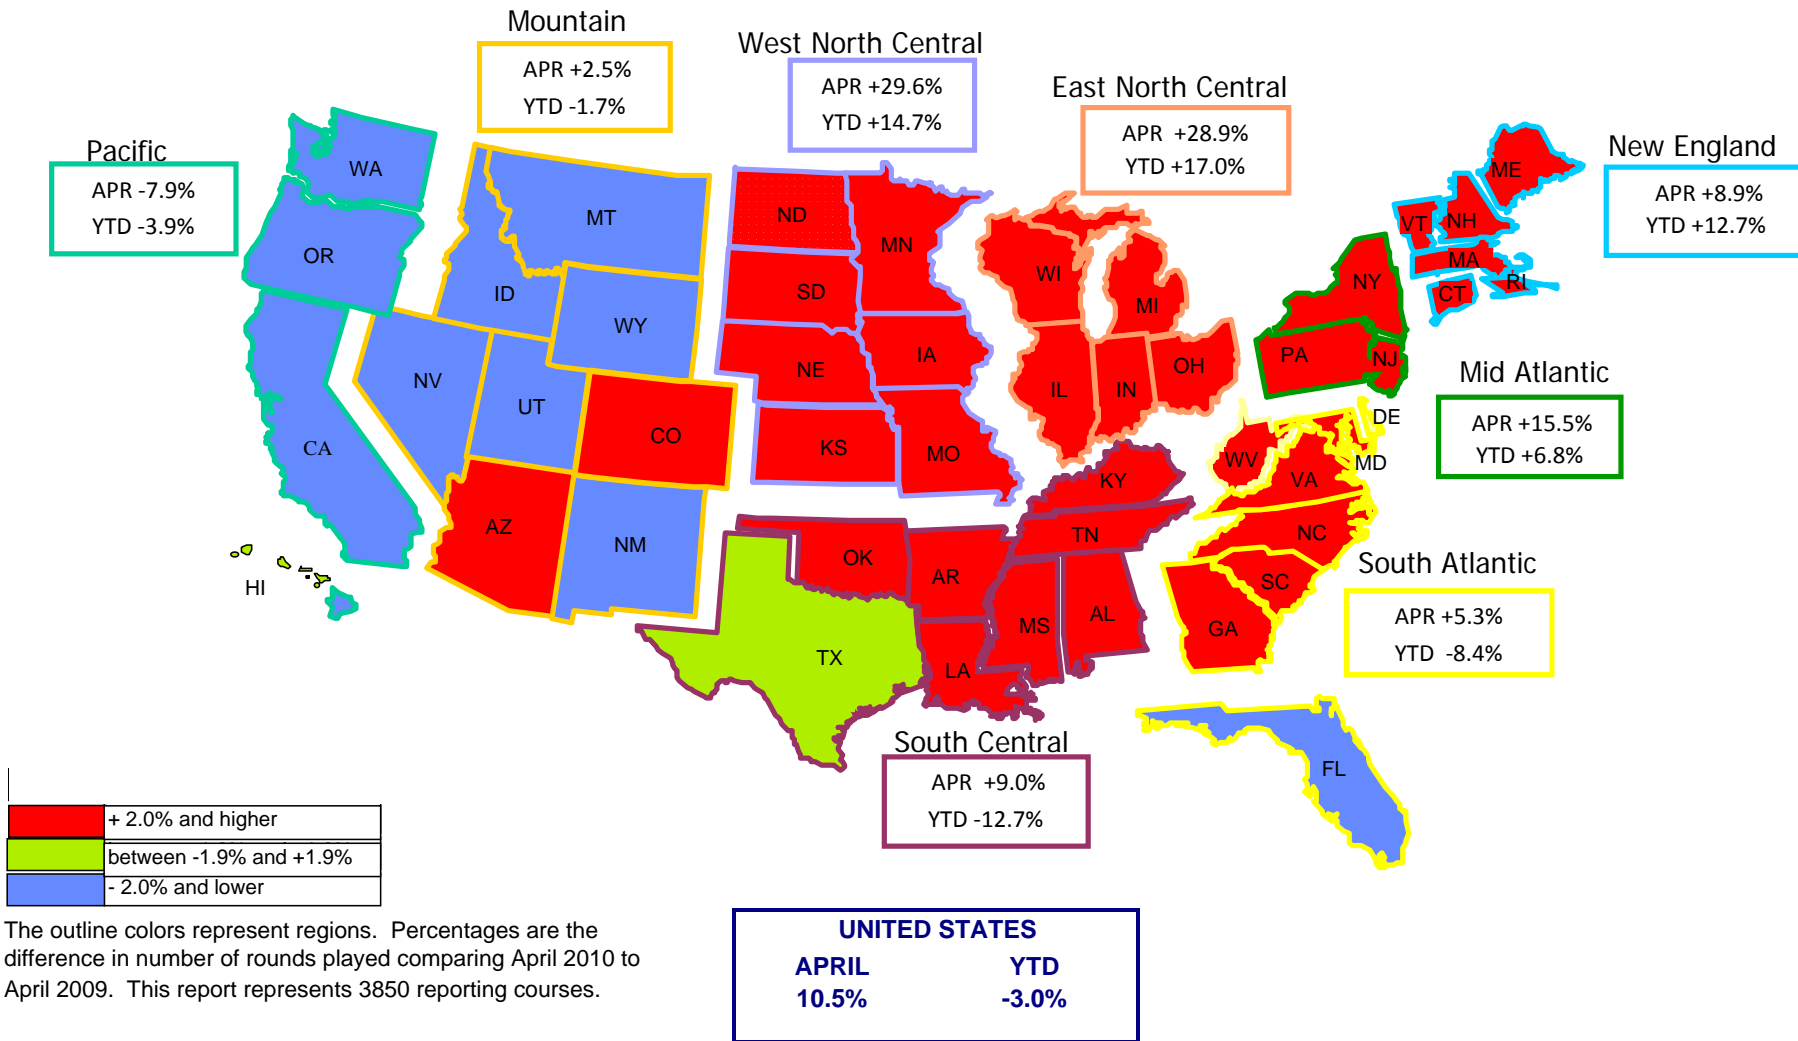 Mountain
APR +2.5%
YTD -1.7%
West North Central
APR +29.6%
YTD +14.7%
East North Central
APR +28.9%
YTD +17.0%
Pacific
APR -7.9%
YTD -3.9%
New England
APR +8.9%
YTD +12.7%
Mid Atlantic
APR +15.5%
YTD +6.8%
South Atlantic
APR +5.3%
YTD -8.4%
South Central
APR +9.0%
YTD -12.7%
WA
OR
CA
HI
MT
ID
WY
NV
UT
CO
AZ
NM
ND
MN
SD
NE
IA
KS
MO
WI
MI
IL
IN
OH
ME
VT
NH
MA
RI
CT
NY
PA
NJ
DE
MD
WV
VA
NC
SC
GA
FL
KY
TN
OK
AR
TX
LA
MS
AL
+ 2.0% and higher
between -1.9% and +1.9%
- 2.0% and lower
The outline colors represent regions. Percentages are the
difference in number of rounds played comparing April 2010 to
April 2009. This report represents 3850 reporting courses.
UNITED STATES
APRIL YTD
10.5% -3.0%